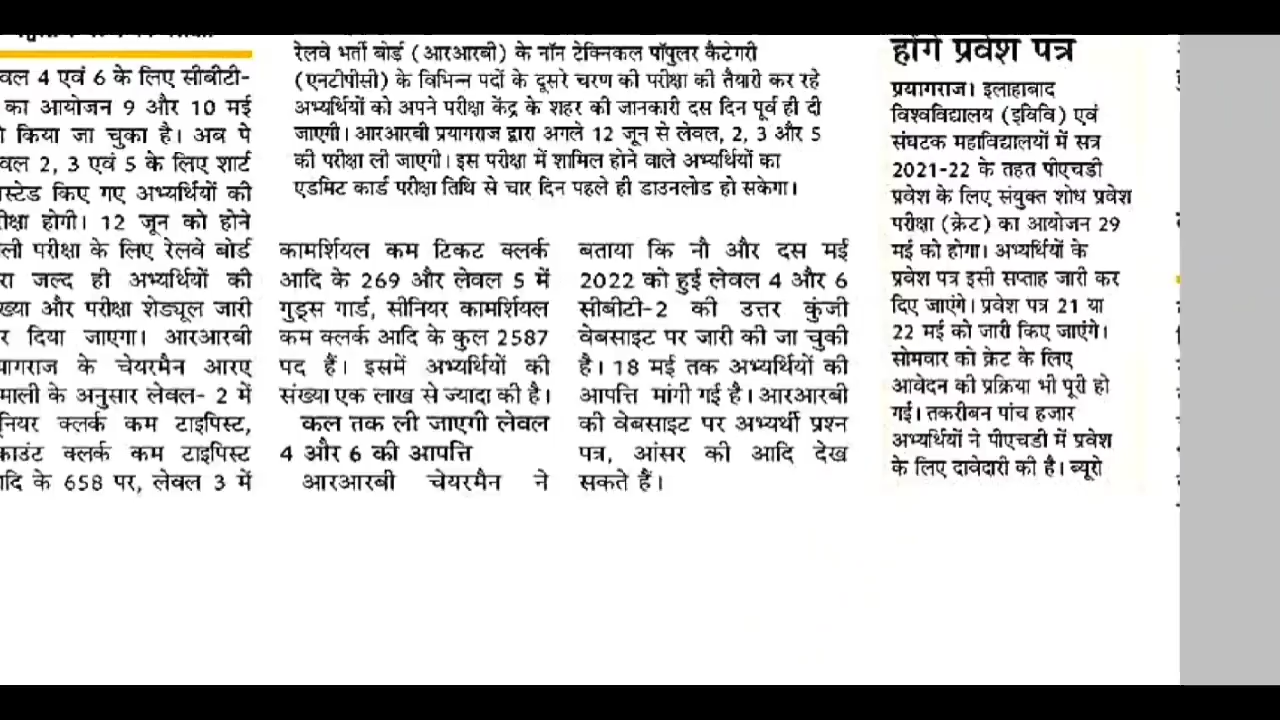 वल 4 एवं 6 के लिए सीबीटी-
का आयोजन 9 और 10 मई
किया जा चुका है। अब पे
वल 2, 3 एवं 5 के लिए शार्ट
स्टेड किए गए अभ्यर्थियों की
ीक्षा होगी। 12 जून को होने
ली परीक्षा के लिए रेलवे बोर्ड
रा जल्द ही अभ्यर्थियों की
ख्या और परीक्षा शेड्यूल जारी
र दिया जाएगा। आरआरबी
यागराज के चेयरमैन आरए
माली के अनुसार लेवल- 2 में
नियर क्लर्क कम टाइपिस्ट,
काउंट क्लर्क कम टाइपिस्ट
दि के 658 पर, लेवल 3 में
रेलवे भर्ती बोर्ड (आरआरबी) के नॉन टेक्निकल पॉपुलर कैटेगरी
(एनटीपीसी) के विभिन्न पदों के दूसरे चरण की परीक्षा की तैयारी कर रहे
अभ्यर्थियों को अपने परीक्षा केंद्र के शहर की जानकारी दस दिन पूर्व ही दी
जाएगी। आरआरबी प्रयागराज द्वारा अगले 12 जून से लेवल, 2, 3 और 5
की परीक्षा ली जाएगी। इस परीक्षा में शामिल होने वाले अभ्यर्थियों का
एडमिट कार्ड परीक्षा तिथि से चार दिन पहले ही डाउनलोड हो सकेगा।
कामर्शियल कम टिकट क्लर्क
आदि के 269 और लेवल 5 में
गुड्स गार्ड, सीनियर कामर्शियल
कम क्लर्क आदि के कुल 2587
पद हैं। इसमें अभ्यर्थियों की
संख्या एक लाख से ज्यादा की है।
कल तक ली जाएगी लेवल
4 और 6 की आपत्ति
आरआरबी चेयरमैन ने
बताया कि नौ और दस मई
2022 को हुई लेवल 4 और 6
सीबीटी-2 की उत्तर कुंजी
वेबसाइट पर जारी की जा चुकी
है। 18 मई तक अभ्यर्थियों की
आपत्ति मांगी गई है। आरआरबी
की वेबसाइट पर अभ्यर्थी प्रश्न
पत्र, आंसर की आदि देख
सकते हैं।
होंगे प्रवेश पत्र
प्रयागराज। इलाहाबाद
विश्वविद्यालय (इविवि) एवं
संघटक महाविद्यालयों में सत्र
2021-22 के तहत पीएचडी
प्रवेश के लिए संयुक्त शोध प्रवेश
परीक्षा (क्रेट) का आयोजन 29
मई को होगा। अभ्यर्थियों के
प्रवेश पत्र इसी सप्ताह जारी कर
दिए जाएंगे। प्रवेश पत्र 21 या
22 मई को जारी किए जाएंगे।
सोमवार को क्रेट के लिए
आवेदन की प्रक्रिया भी पूरी हो
गई। तकरीबन पांच हजार
अभ्यर्थियों ने पीएचडी में प्रवेश
के लिए दावेदारी की है। ब्यूरो